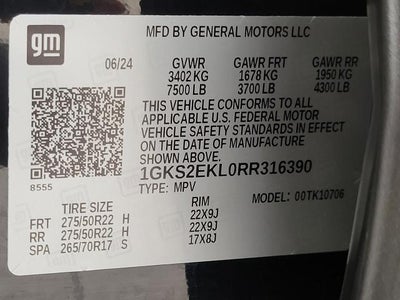 gm
MFD BY GENERAL MOTORS LLC
06/24 GVWR GAWR FRT GAWR RR
3402 KG 1678 KG 1950 KG
7500 LB 3700 LB 4300 LB
THIS VEHICLE CONFORMS TO ALL
APPLICABLE U.S. FEDERAL MOTOR
VEHICLE SAFETY STANDARDS IN EFFECT
ON THE DATE OF MANUFACTURE
8555 1GKS2EKL0RR316390
TYPE: MPV MODEL: 00TK10706
TIRE SIZE RIM
FRT 275/50R22 H 22X9J
RR 275/50R22 H 22X9J
SPA 265/70R17 S 17X8J